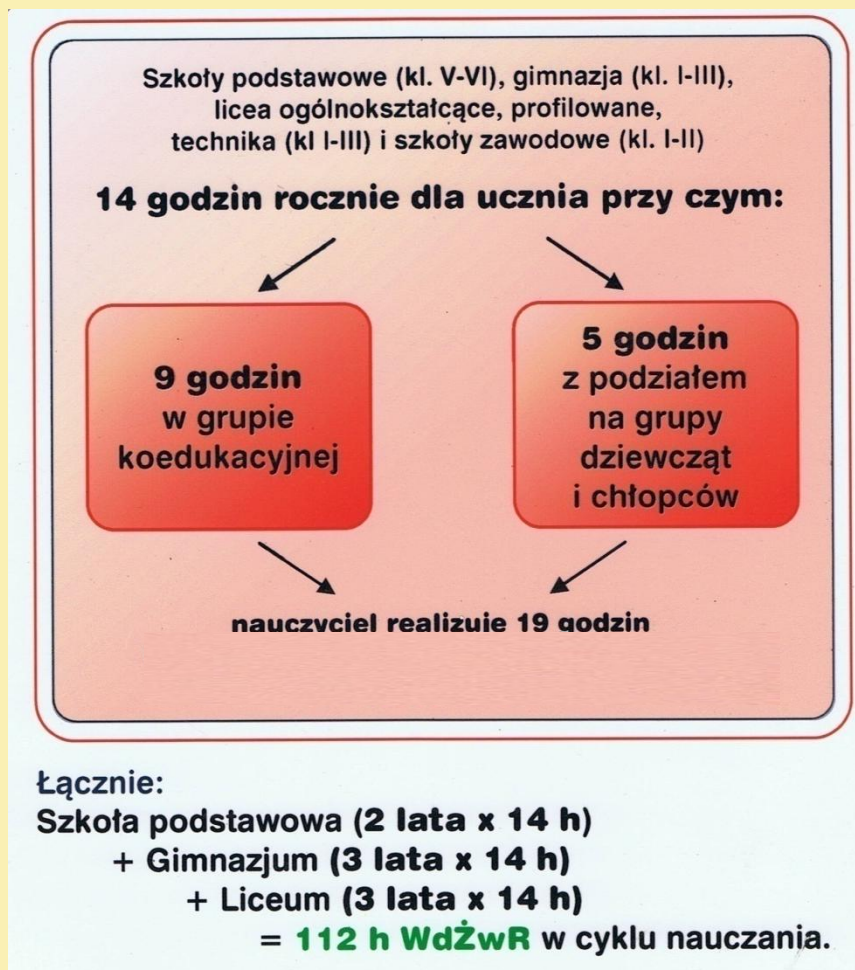 Szkoły podstawowe (kl. V-VI), gimnazja (kl. I-III),
licea ogólnokształcące, profilowane,
technika (kl I-III) i szkoły zawodowe (kl. I-II)
14 godzin rocznie dla ucznia przy czym:
9 godzin
w grupie
koedukacyjnej
5 godzin
z podziałem
na grupy
dziewcząt
i chłopców
nauczyciel realizuje 19 godzin
Łącznie:
Szkoła podstawowa (2 lata x 14 h)
+ Gimnazjum (3 lata x 14 h)
+ Liceum (3 lata x 14 h)
= 112 h WdŻwR w cyklu nauczania.